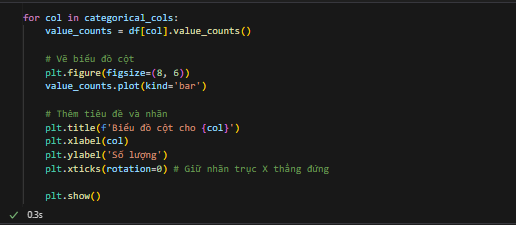 for col in categorical_cols:
    value_counts = df[col].value_counts()

    # Vẽ biểu đồ cột
    plt.figure(figsize=(8, 6))
    value_counts.plot(kind='bar')

    # Thêm tiêu đề và nhãn
    plt.title(f'Biểu đồ cột cho {col}')
    plt.xlabel(col)
    plt.ylabel('Số lượng')
    plt.xticks(rotation=0) # Giữ nhãn trục X thẳng đứng

    plt.show()
0.3s